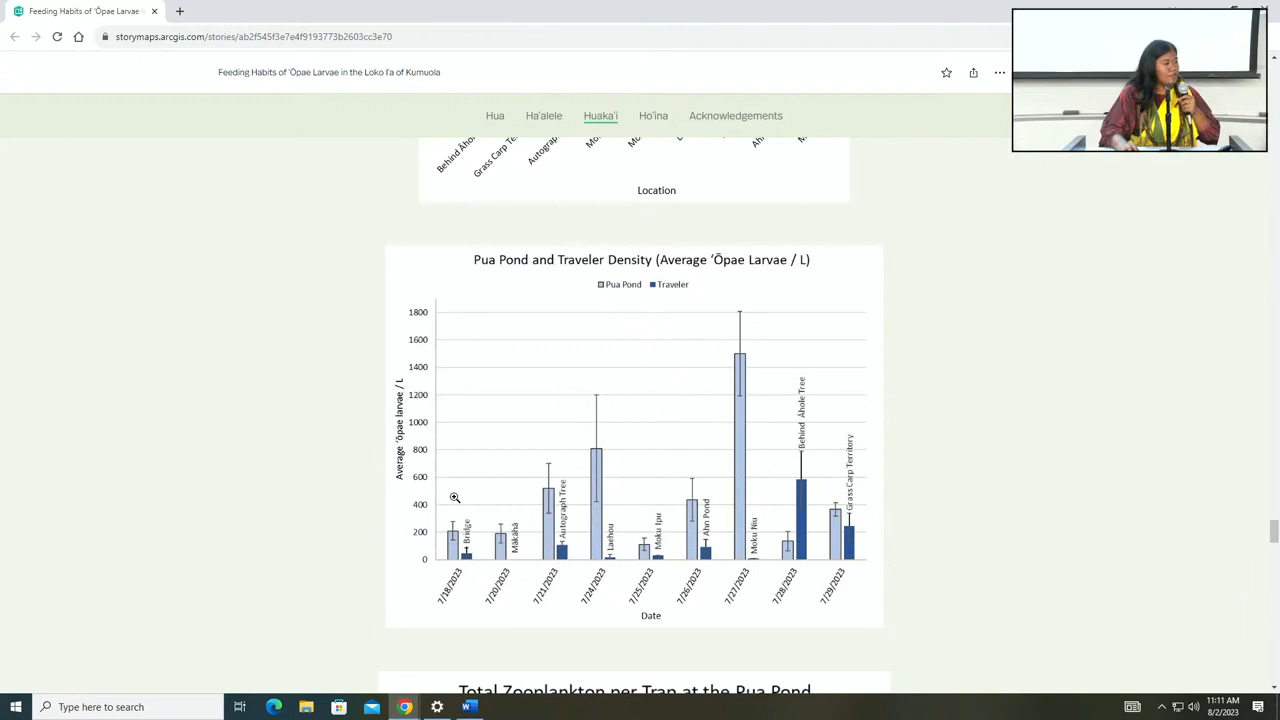 Feeding Habits of ʻŌpae Larvae i
storymaps.arcgis.com/stories/ab2f545f3e7e4f9193773b2603cc3e70
Feeding Habits of ʻŌpae Larvae in the Loko Iʻa of Kumuola
Hua Haʻalele Huakaʻi Hoʻina Acknowledgements
Grass Carp Te
Location
Pua Pond and Traveler Density (Average ʻŌpae Larvae / L)
Pua Pond Traveler
Average ʻōpae larvae / L
1800
1600
1400
1200
1000
800
600
400
200
0
Bridge
Mākāhā
Autograph Tree
Laehou
Moku Ipu
Ahn Pond
Moku Niu
Behind Āhole Tree
Grass Carp Territory
7/18/2023
7/20/2023
7/21/2023
7/24/2023
7/25/2023
7/26/2023
7/27/2023
7/28/2023
7/29/2023
Date
Total Zooplankton per Trap at the Pua Pond
Type here to search
11:11 AM
8/2/2023